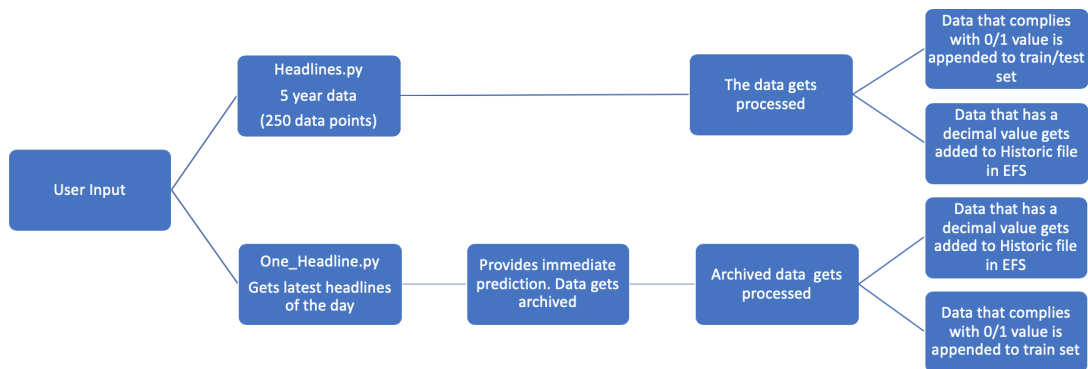 User Input
Headlines.py
5 year data
(250 data points)
The data gets
processed
Data that complies
with 0/1 value is
appended to train/test
set
Data that has a
decimal value gets
added to Historic file
in EFS
One_Headline.py
Gets latest headlines
of the day
Provides immediate
prediction. Data gets
archived
Archived data gets
processed
Data that has a
decimal value gets
added to Historic file
in EFS
Data that complies
with 0/1 value is
appended to train set